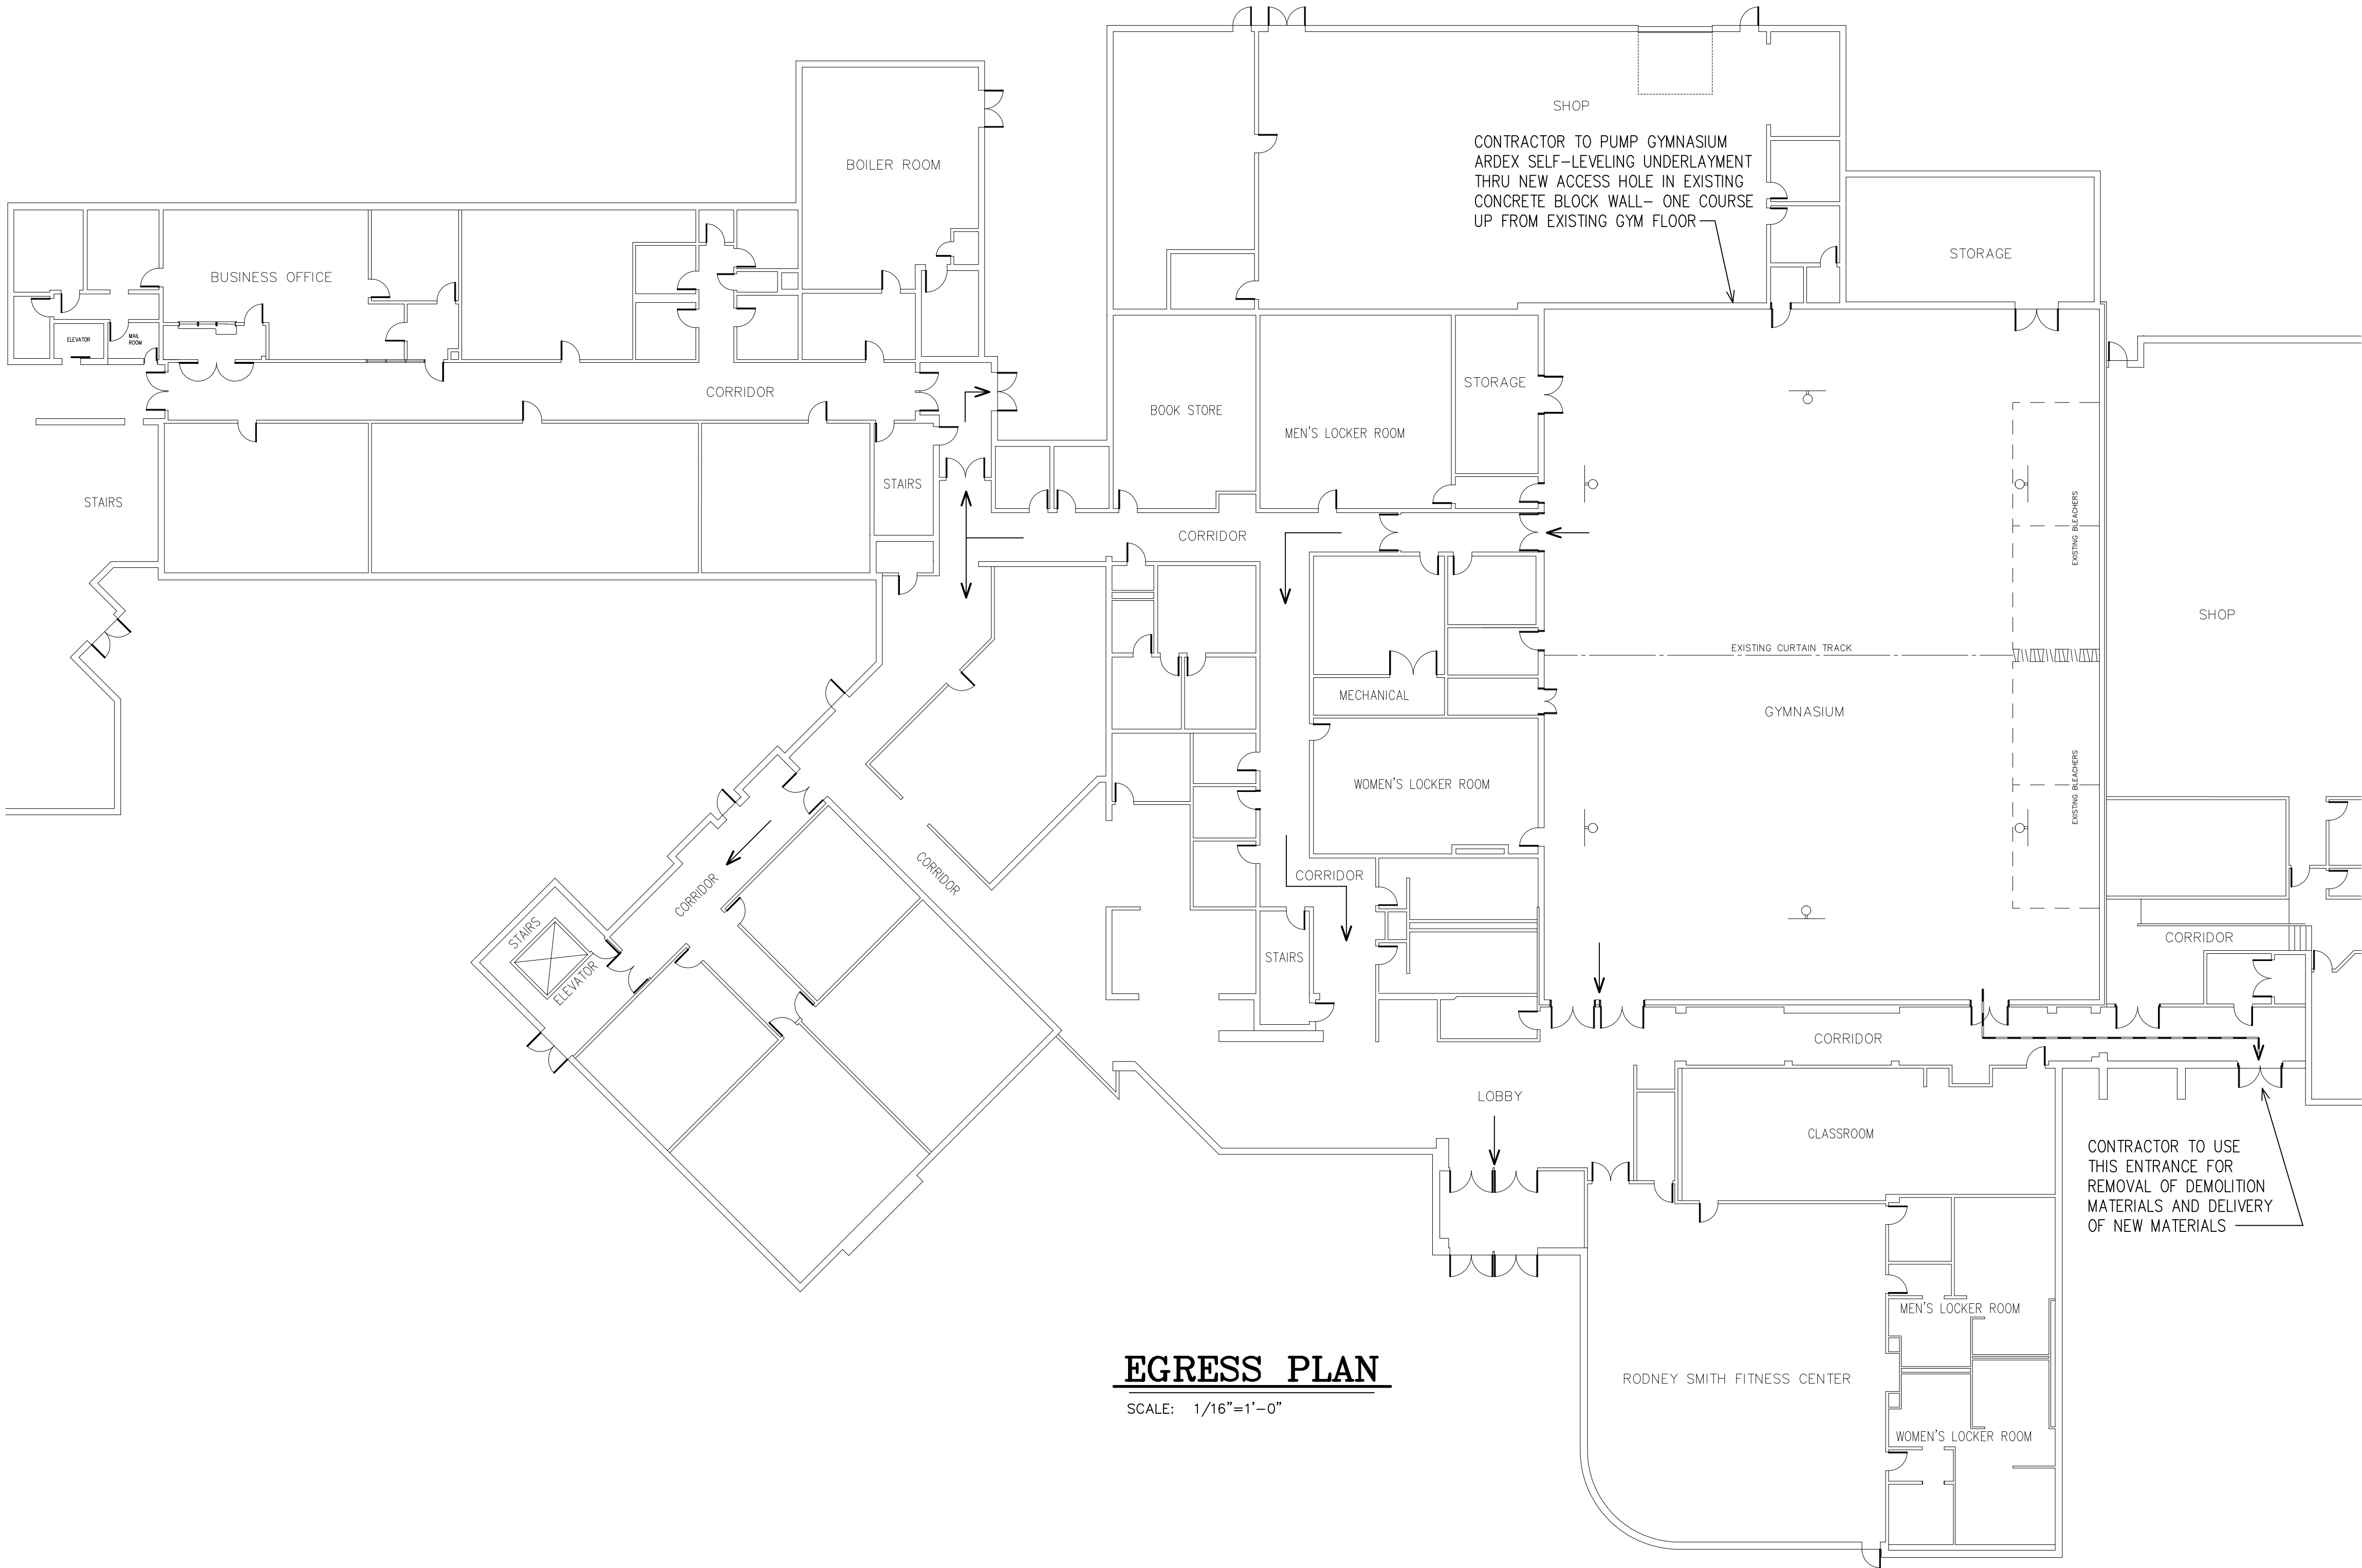 SHOP
CONTRACTOR TO PUMP GYMNASIUM
ARDEX SELF-LEVELING UNDERLAYMENT
THRU NEW ACCESS HOLE IN EXISTING
CONCRETE BLOCK WALL- ONE COURSE
UP FROM EXISTING GYM FLOOR
BOILER ROOM
STORAGE
BUSINESS OFFICE
ELEVATOR
MAIL
ROOM
CORRIDOR
STORAGE
BOOK STORE
MEN'S LOCKER ROOM
STAIRS
STAIRS
EXISTING BLEACHERS
CORRIDOR
SHOP
EXISTING CURTAIN TRACK
MECHANICAL
GYMNASIUM
WOMEN'S LOCKER ROOM
EXISTING BLEACHERS
CORRIDOR
CORRIDOR
CORRIDOR
STAIRS
ELEVATOR
STAIRS
CORRIDOR
CORRIDOR
LOBBY
CLASSROOM
CONTRACTOR TO USE
THIS ENTRANCE FOR
REMOVAL OF DEMOLITION
MATERIALS AND DELIVERY
OF NEW MATERIALS
MEN'S LOCKER ROOM
RODNEY SMITH FITNESS CENTER
WOMEN'S LOCKER ROOM
EGRESS PLAN
SCALE: 1/16"=1'-0"